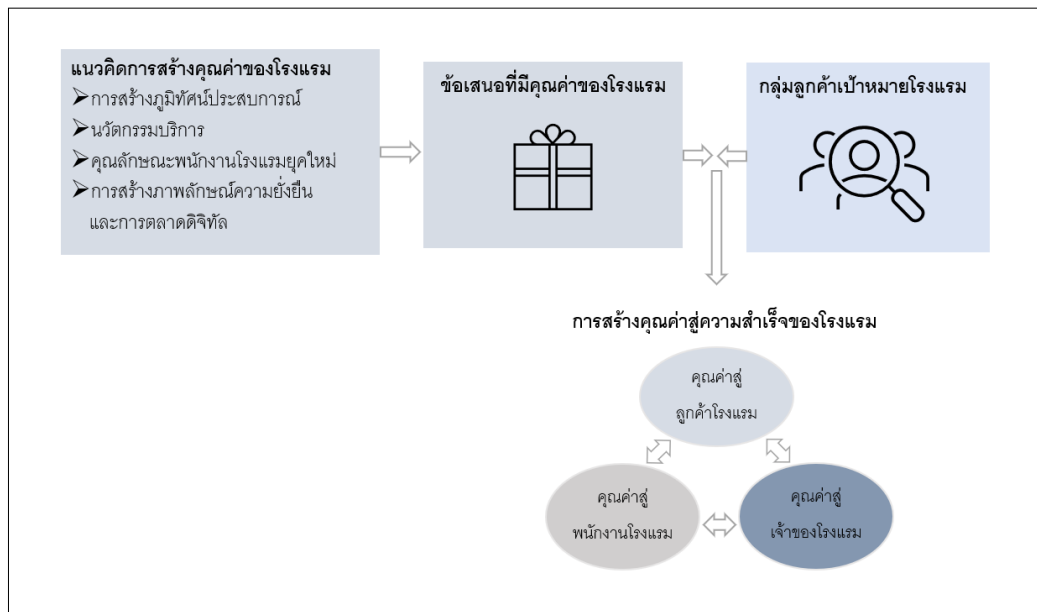 แนวคิดการสร้างคุณค่าของโรงแรม
➢การสร้างภูมิทัศน์ประสบการณ์
➢นวัตกรรมบริการ
➢คุณลักษณะพนักงานโรงแรมยุคใหม่
➢การสร้างภาพลักษณ์ความยั่งยืน
และการตลาดดิจิทัล
ข้อเสนอที่มีคุณค่าของโรงแรม
กลุ่มลูกค้าเป้าหมายโรงแรม
การสร้างคุณค่าสู่ความสำเร็จของโรงแรม
คุณค่าสู่
ลูกค้าโรงแรม
คุณค่าสู่
พนักงานโรงแรม
คุณค่าสู่
เจ้าของโรงแรม